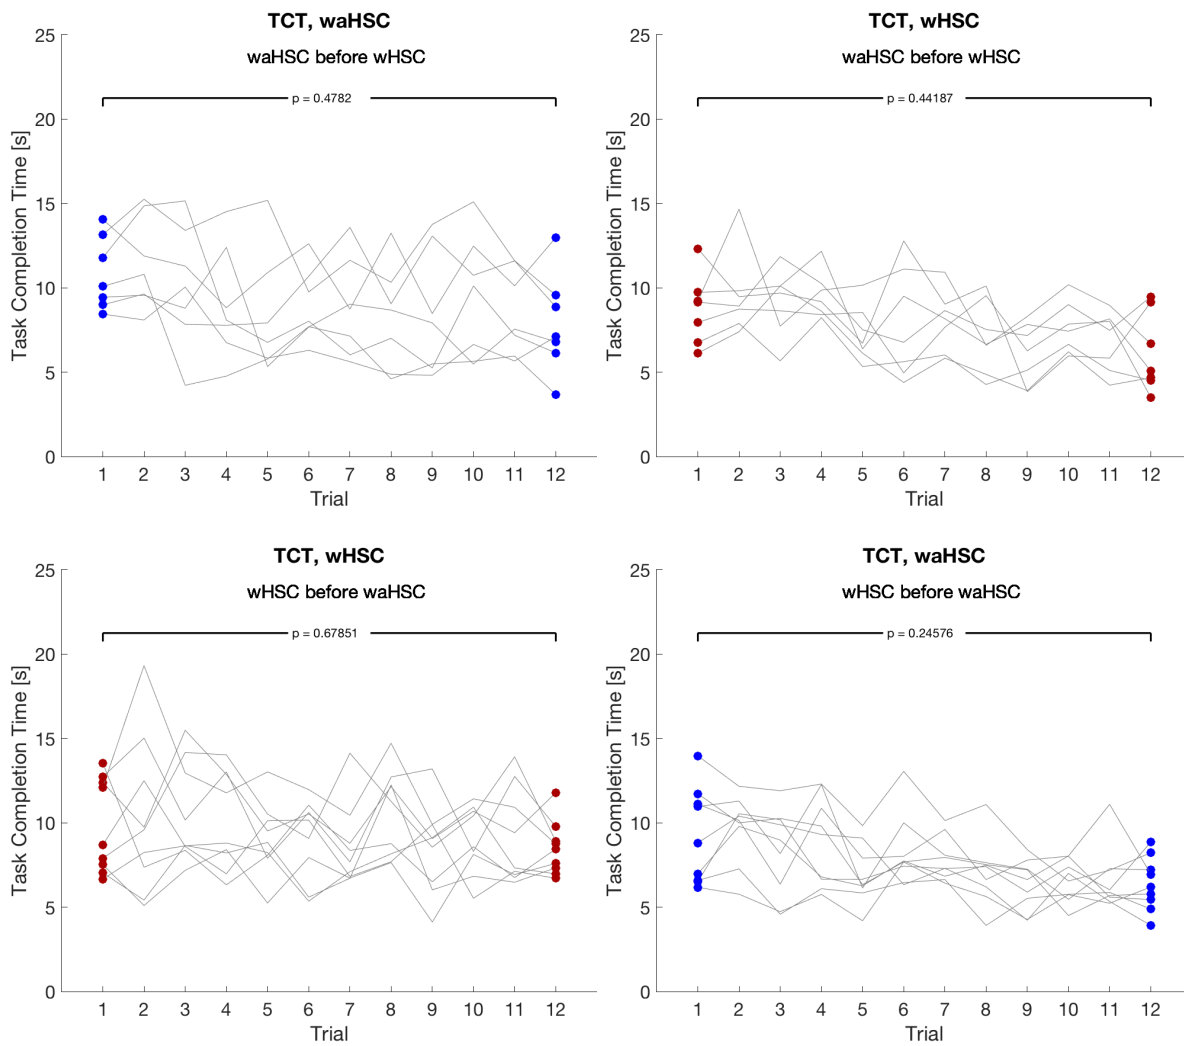 TCT, waHSC
waHSC before wHSC
p = 0.4782
25
20
15
10
5
0
Task Completion Time [s]
1 2 3 4 5 6 7 8 9 10 11 12
Trial
TCT, wHSC
waHSC before wHSC
p = 0.44187
25
20
15
10
5
0
Task Completion Time [s]
1 2 3 4 5 6 7 8 9 10 11 12
Trial
TCT, wHSC
wHSC before waHSC
p = 0.67851
25
20
15
10
5
0
Task Completion Time [s]
1 2 3 4 5 6 7 8 9 10 11 12
Trial
TCT, waHSC
wHSC before waHSC
p = 0.24576
25
20
15
10
5
0
Task Completion Time [s]
1 2 3 4 5 6 7 8 9 10 11 12
Trial